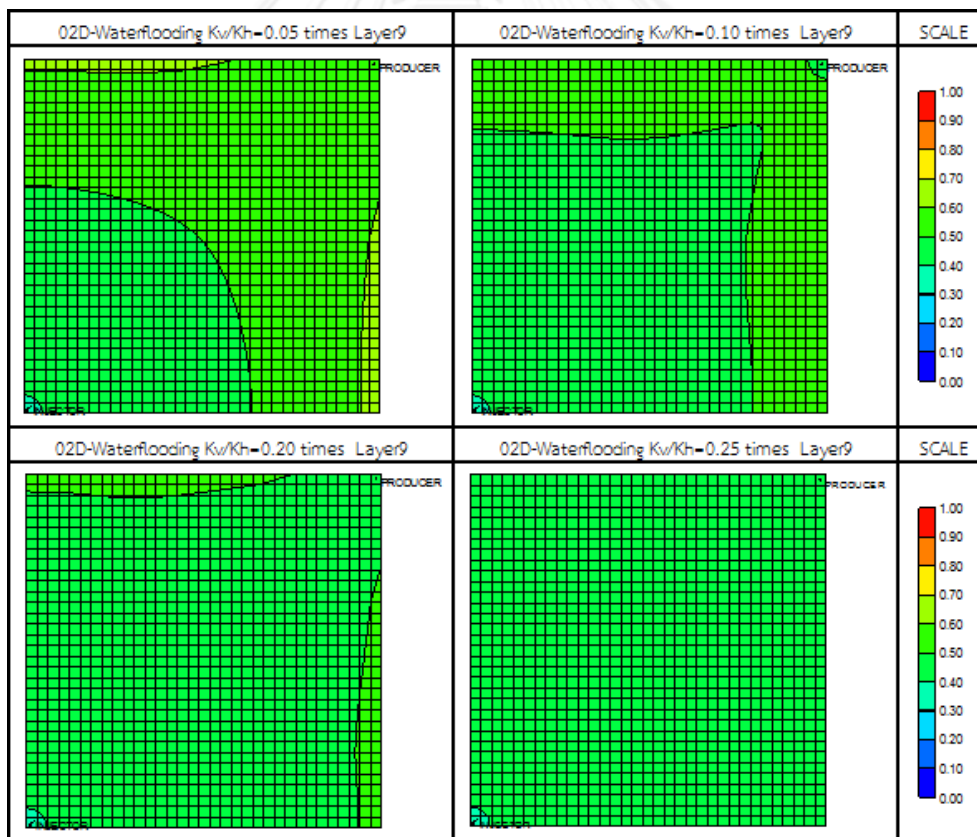 02D-Waterflooding Kv/Kh=0.05 times Layer9
02D-Waterflooding Kv/Kh=0.10 times Layer9
SCALE
PRODUCER
INJECTOR
PRODUCER
INJECTOR
1.00
0.90
0.80
0.70
0.60
0.50
0.40
0.30
0.20
0.10
0.00
02D-Waterflooding Kv/Kh=0.20 times Layer9
02D-Waterflooding Kv/Kh=0.25 times Layer9
SCALE
PRODUCER
INJECTOR
PRODUCER
INJECTOR
1.00
0.90
0.80
0.70
0.60
0.50
0.40
0.30
0.20
0.10
0.00